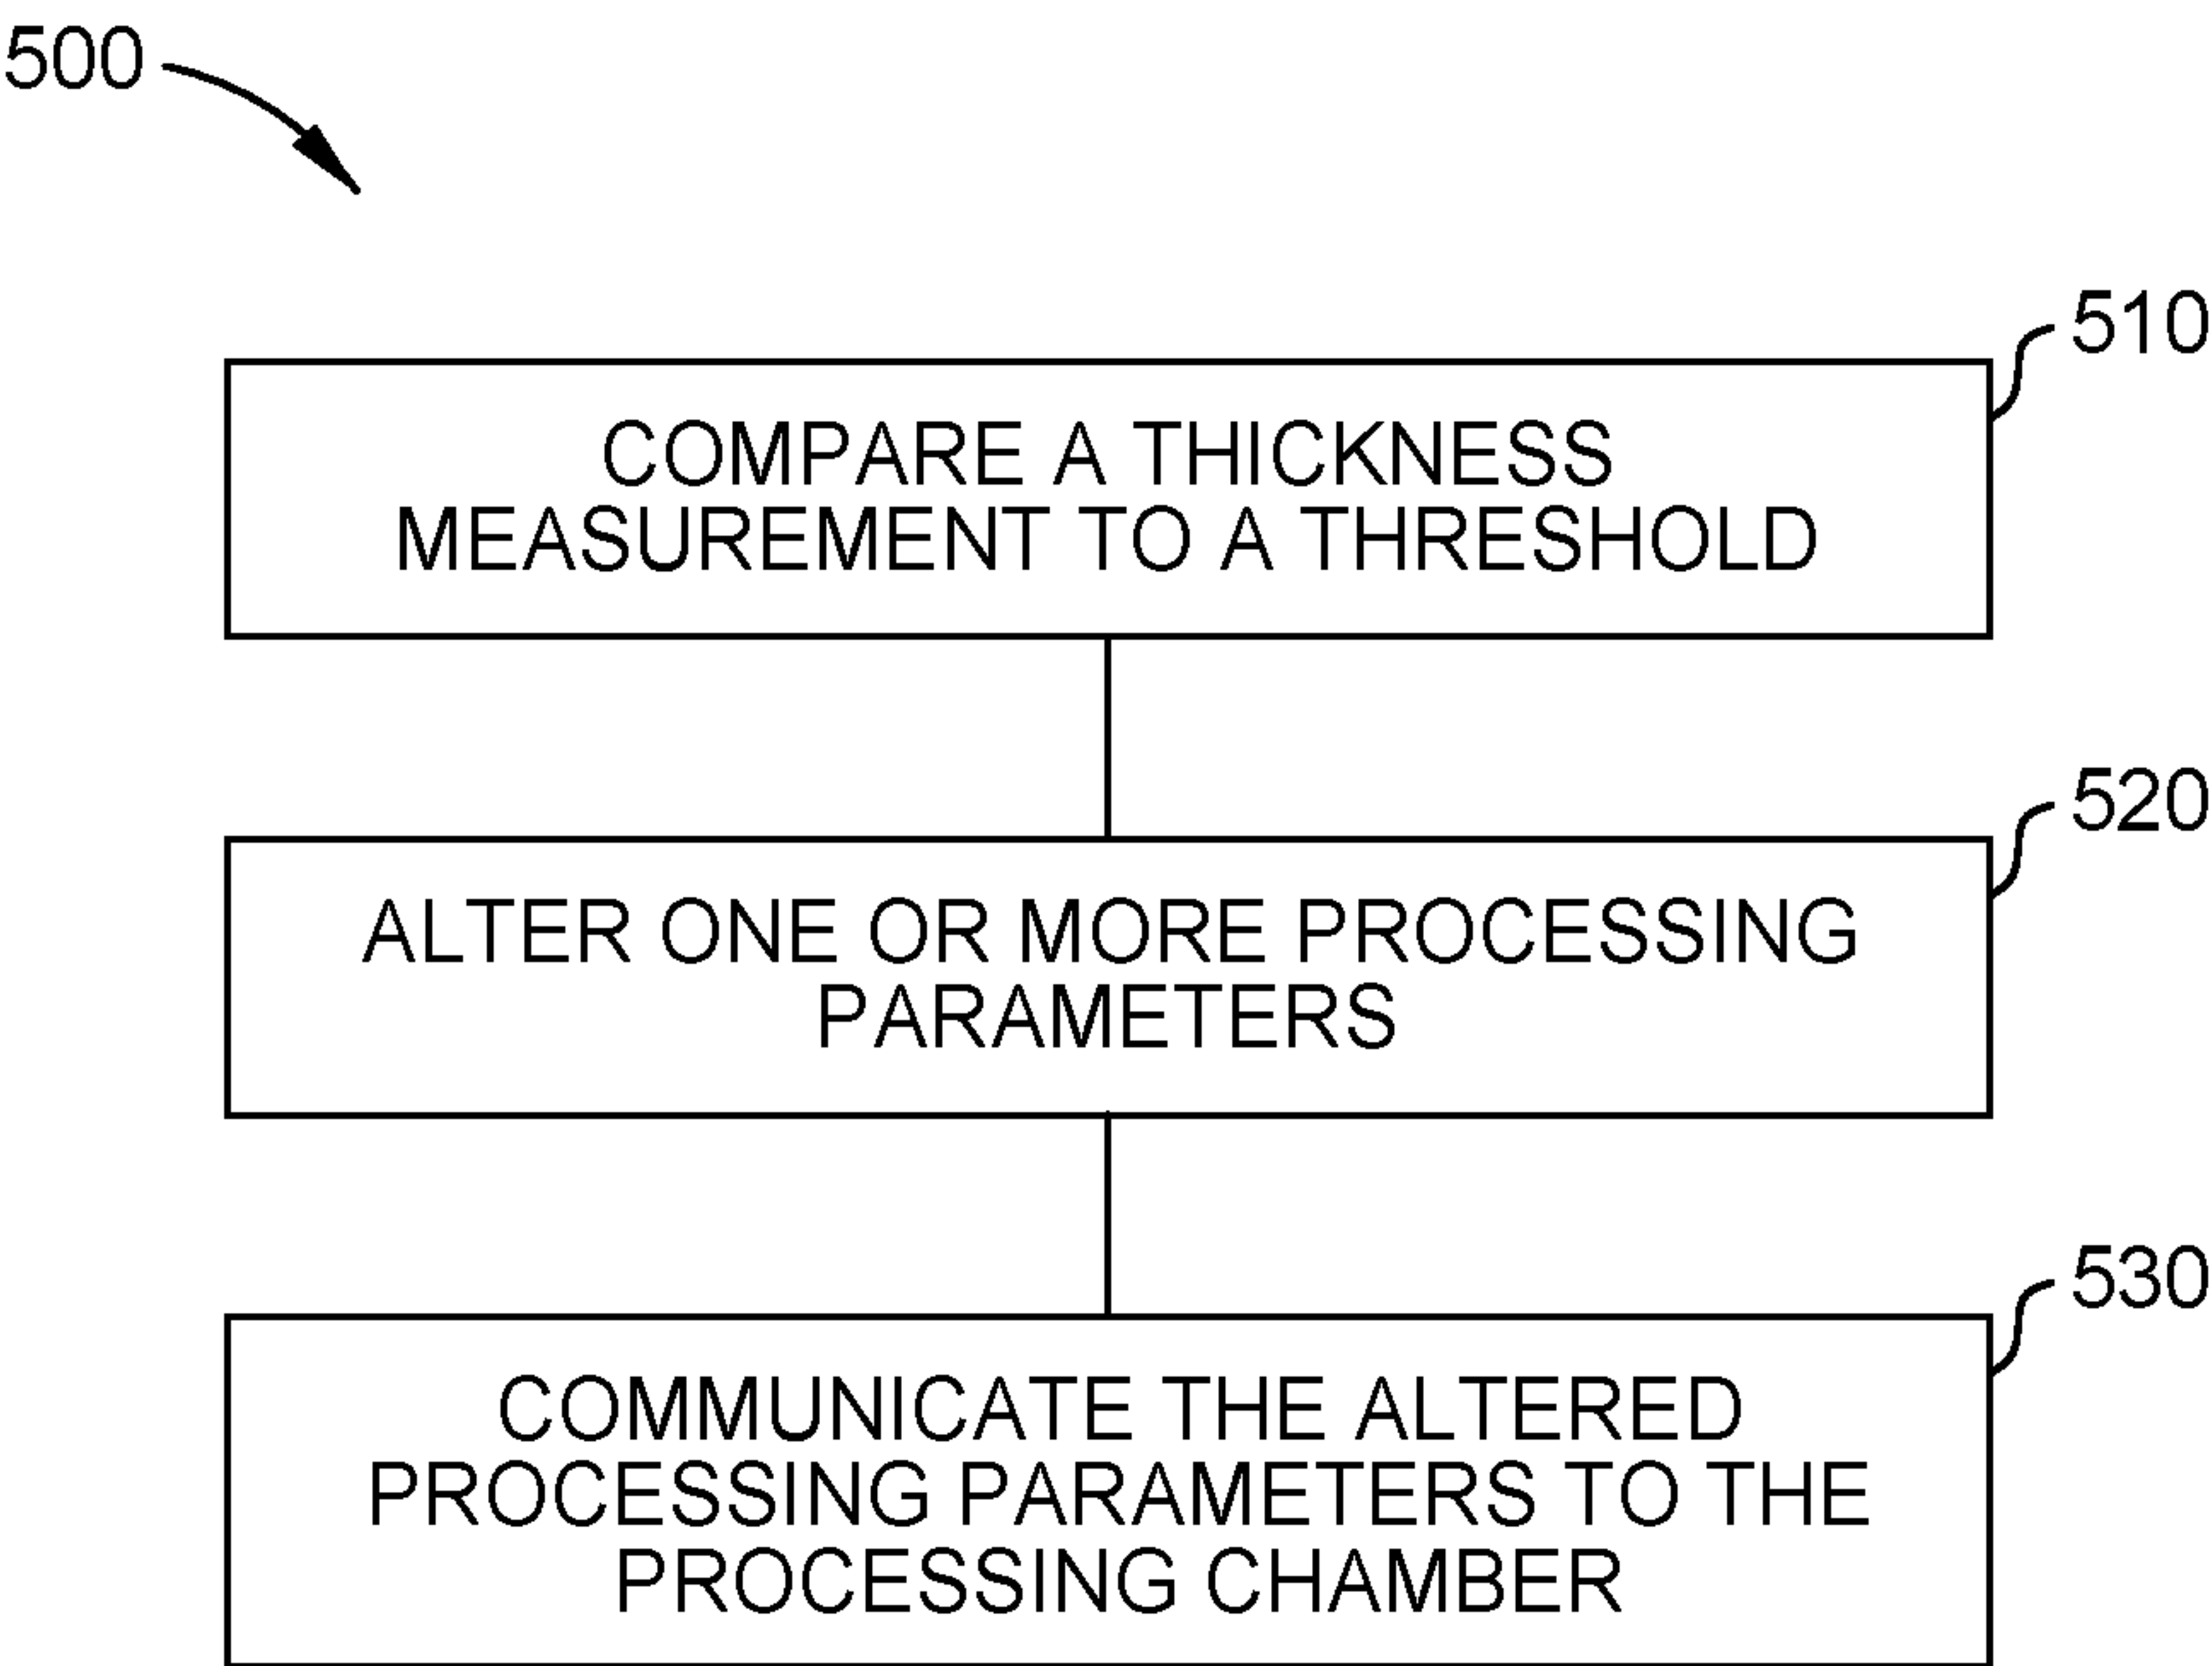 500
510
COMPARE A THICKNESS
MEASUREMENT TO A THRESHOLD
520
ALTER ONE OR MORE PROCESSING
PARAMETERS
530
COMMUNICATE THE ALTERED
PROCESSING PARAMETERS TO THE
PROCESSING CHAMBER